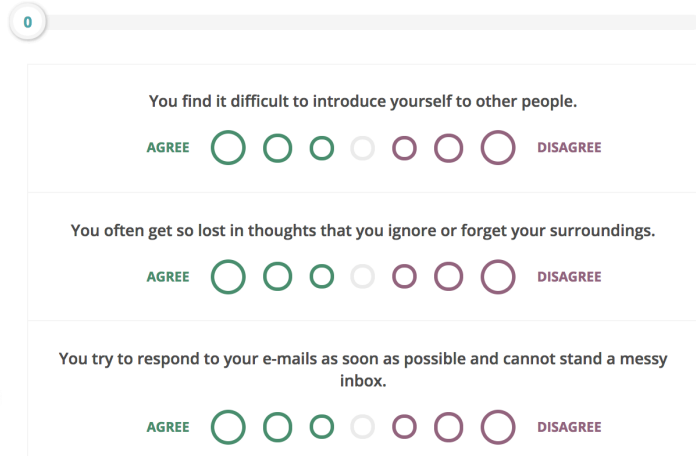 0
You find it difficult to introduce yourself to other people.
AGREE DISAGREE
You often get so lost in thoughts that you ignore or forget your surroundings.
AGREE DISAGREE
You try to respond to your e-mails as soon as possible and cannot stand a messy
inbox.
AGREE DISAGREE